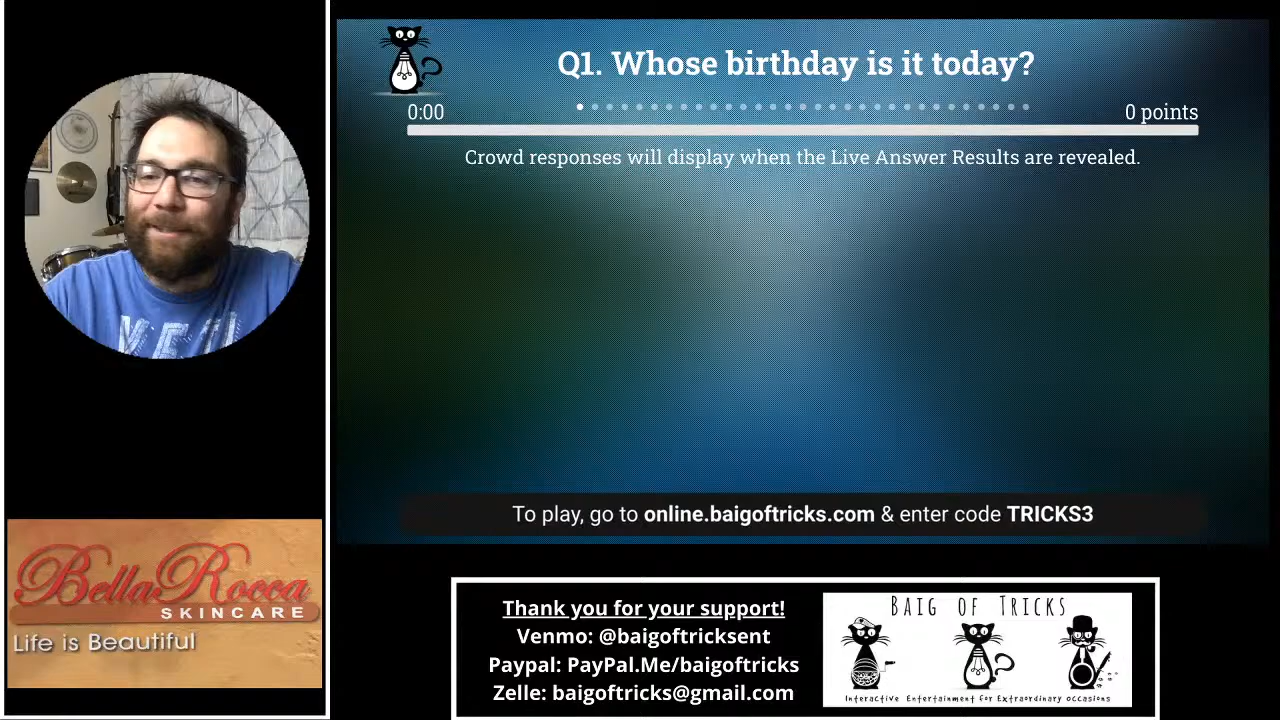 Q1. Whose birthday is it today?
0:00
0 points
Crowd responses will display when the Live Answer Results are revealed.
To play, go to online.baigoftricks.com & enter code TRICKS3
YETI
BellaRocca
SKINCARE
Life is Beautiful
Thank you for your support!
Venmo: @baigoftricksent
Paypal: PayPal.Me/baigoftricks
Zelle: baigoftricks@gmail.com
BAIG OF TRICKS
Interactive Entertainment for Extraordinary occasions